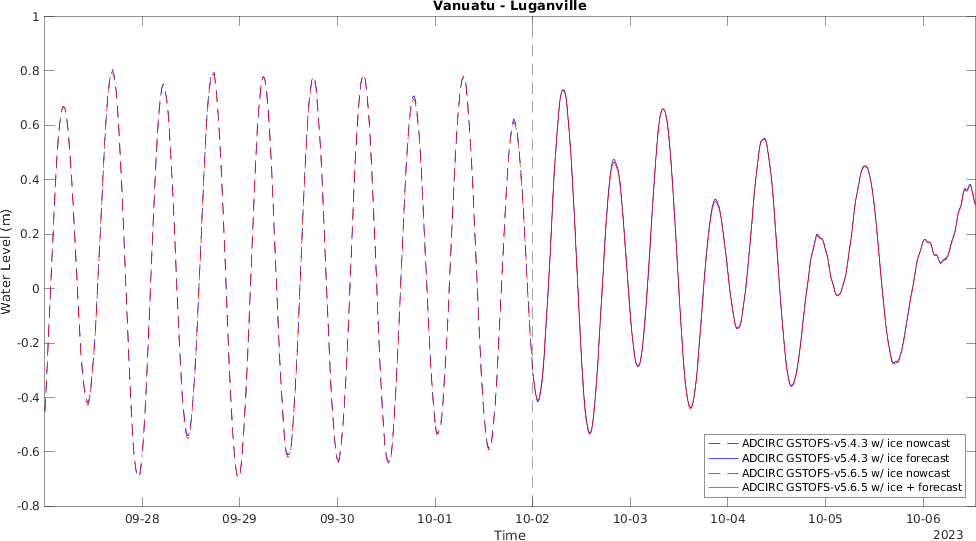 Vanuatu - Luganville
1
0.8
0.6
0.4
0.2
0
-0.2
-0.4
-0.6
-0.8
Water Level (m)
ADCIRC GSTOFS-v5.4.3 w/ ice nowcast
ADCIRC GSTOFS-v5.4.3 w/ ice forecast
ADCIRC GSTOFS-v5.6.5 w/ ice nowcast
ADCIRC GSTOFS-v5.6.5 w/ ice + forecast
09-28 09-29 09-30 10-01 10-02 10-03 10-04 10-05 10-06
Time
2023